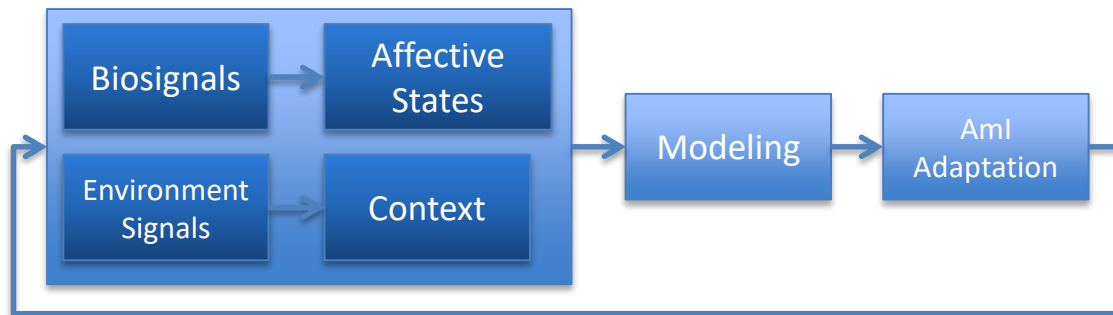 Biosignals
Affective
States
Environment
Signals
Context
Modeling
AmI
Adaptation